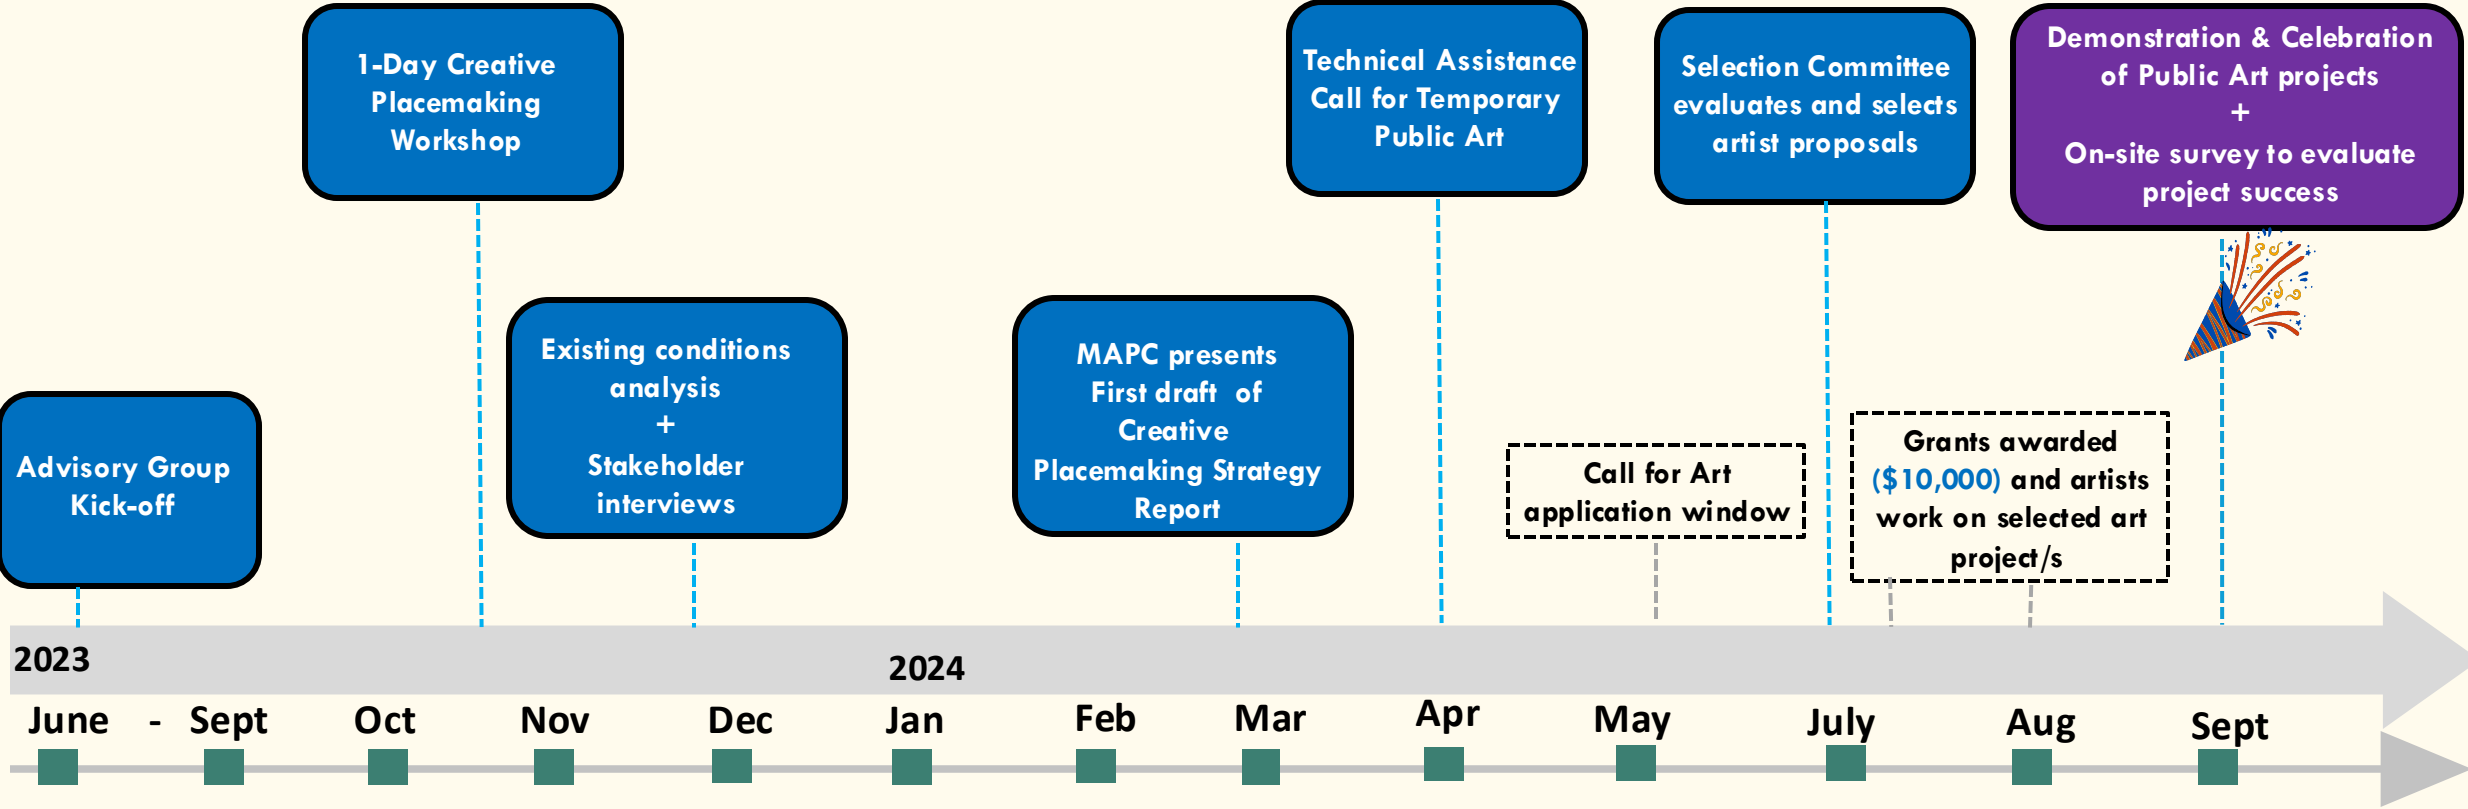 1-Day Creative
Placemaking
Workshop
Technical Assistance
Call for Temporary
Public Art
Selection Committee
evaluates and selects
artist proposals
Demonstration & Celebration
of Public Art projects
+
On-site survey to evaluate
project success
Advisory Group
Kick-off
Existing conditions
analysis
+
Stakeholder
interviews
MAPC presents
First draft of
Creative
Placemaking Strategy
Report
Call for Art
application window
Grants awarded
($10,000) and artists
work on selected art
project/s
2023
2024
June - Sept Oct Nov Dec Jan Feb Mar Apr May July Aug Sept